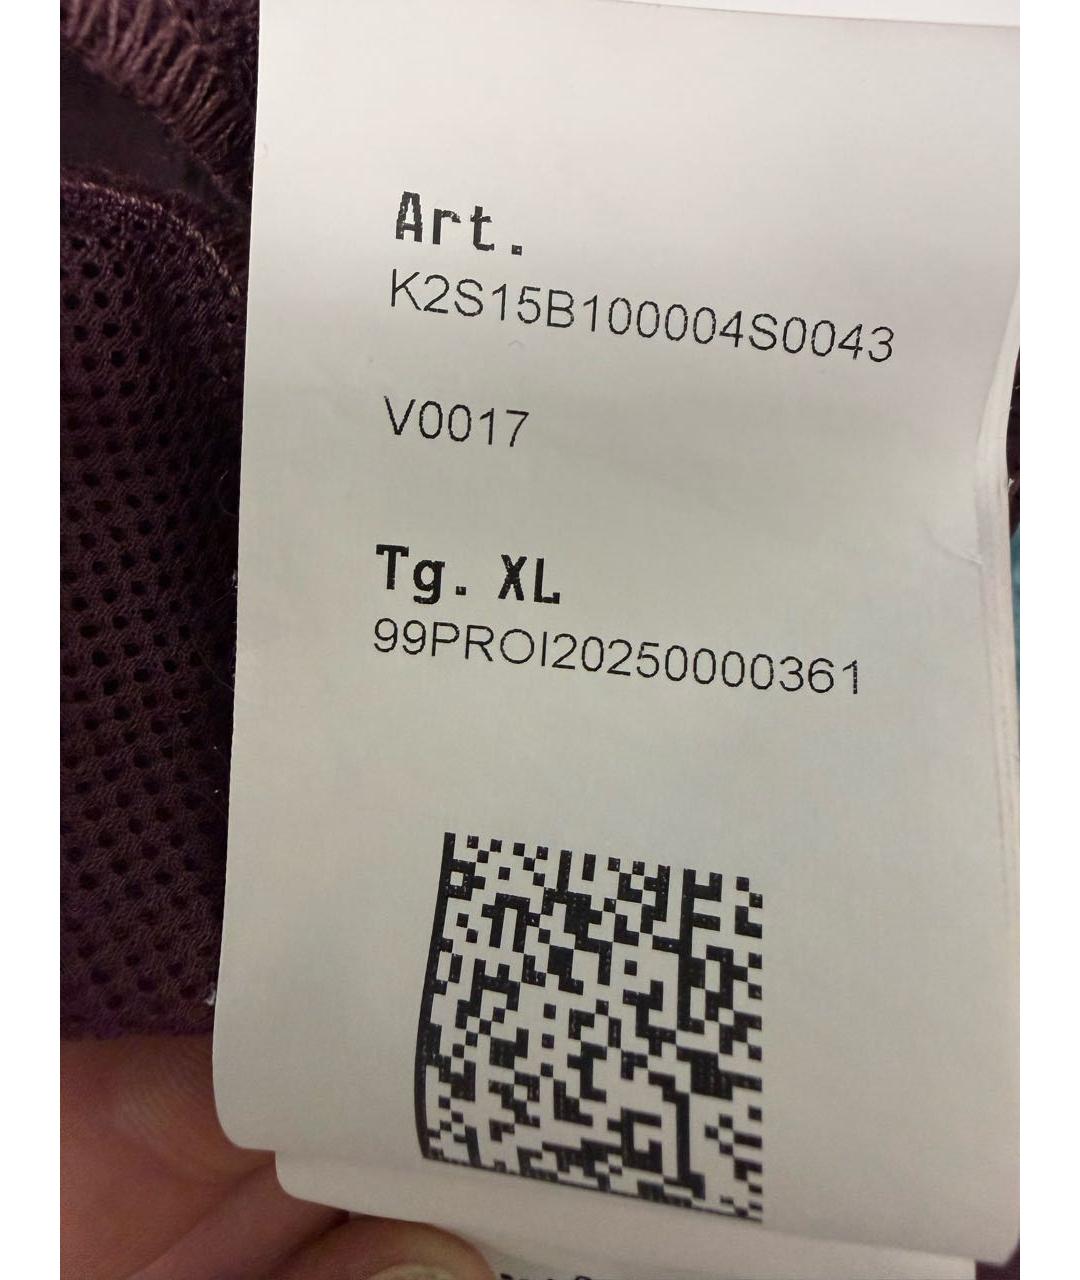 Art.
K2S15B100004S0043
V0017
Tg. XL
99PROI20250000361